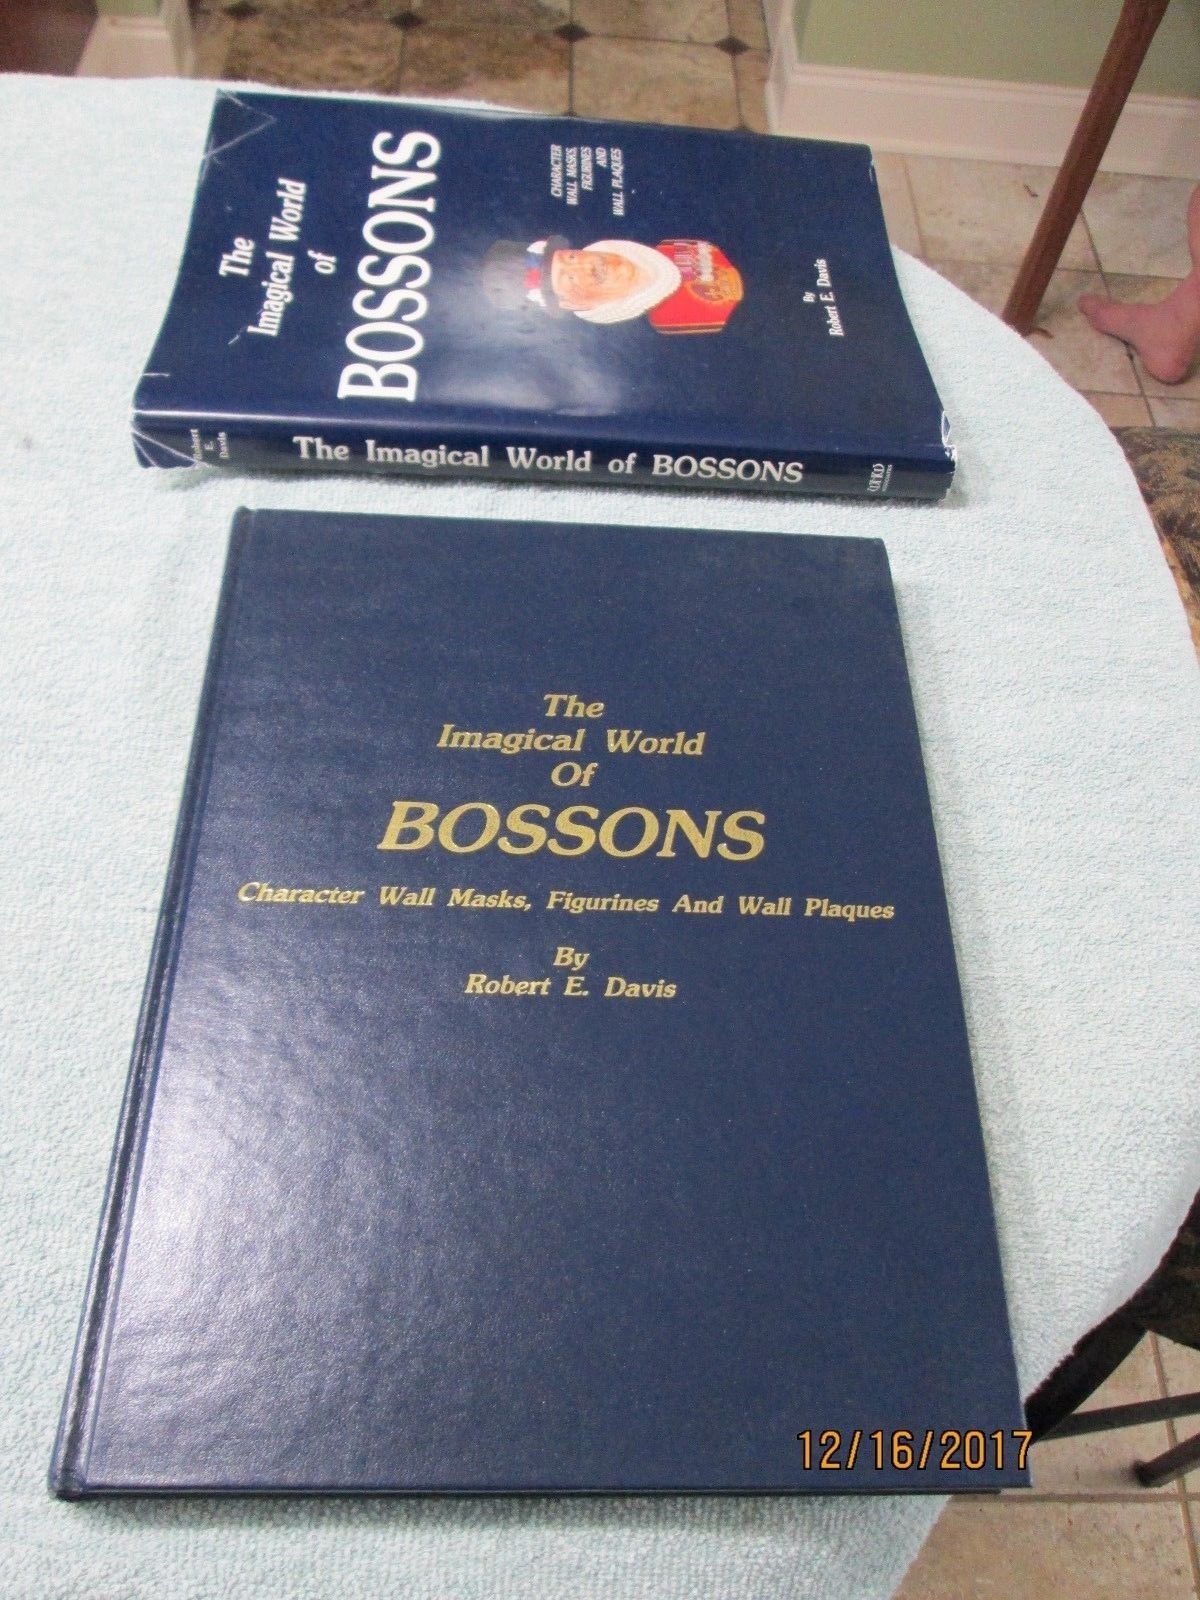 The
Imagical World
of
BOSSONS
CHARACTER
WALL MASKS,
FIGURINES
AND
WALL PLAQUES
By
Robert E. Davis
Robert
E.
Davis
The Imagical World of BOSSONS
The
Imagical World
Of
BOSSONS
Character Wall Masks, Figurines And Wall Plaques
By
Robert E. Davis
12/16/2017